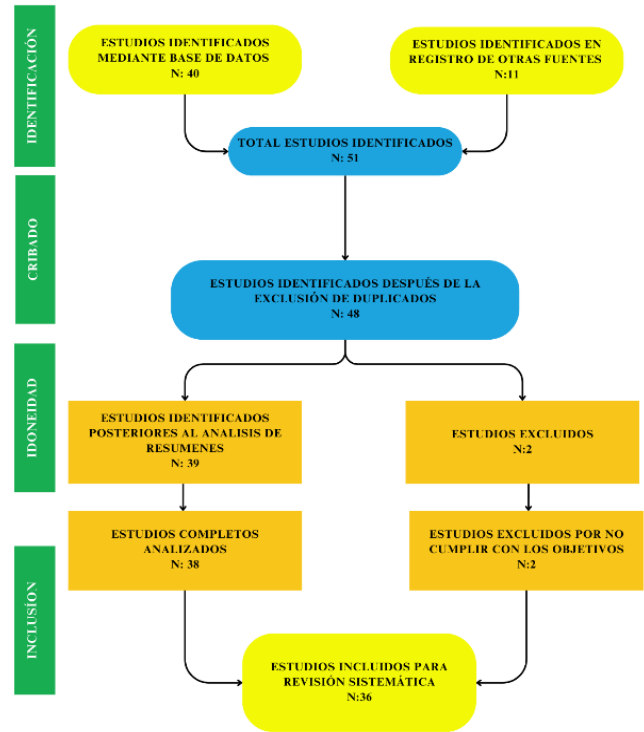 IDENTIFICACIÓN
ESTUDIOS IDENTIFICADOS
MEDIANTE BASE DE DATOS
N: 40
ESTUDIOS IDENTIFICADOS EN
REGISTRO DE OTRAS FUENTES
N:11
TOTAL ESTUDIOS IDENTIFICADOS
N: 51
CRIBADO
ESTUDIOS IDENTIFICADOS DESPUÉS DE LA
EXCLUSIÓN DE DUPLICADOS
N: 48
IDONEIDAD
ESTUDIOS IDENTIFICADOS
POSTERIORES AL ANALISIS DE
RESUMENES
N: 39
ESTUDIOS EXCLUIDOS
N:2
INCLUSÍON
ESTUDIOS COMPLETOS
ANALIZADOS
N: 38
ESTUDIOS EXCLUIDOS POR NO
CUMPLIR CON LOS OBJETIVOS
N:2
ESTUDIOS INCLUIDOS PARA
REVISIÓN SISTEMÁTICA
N:36